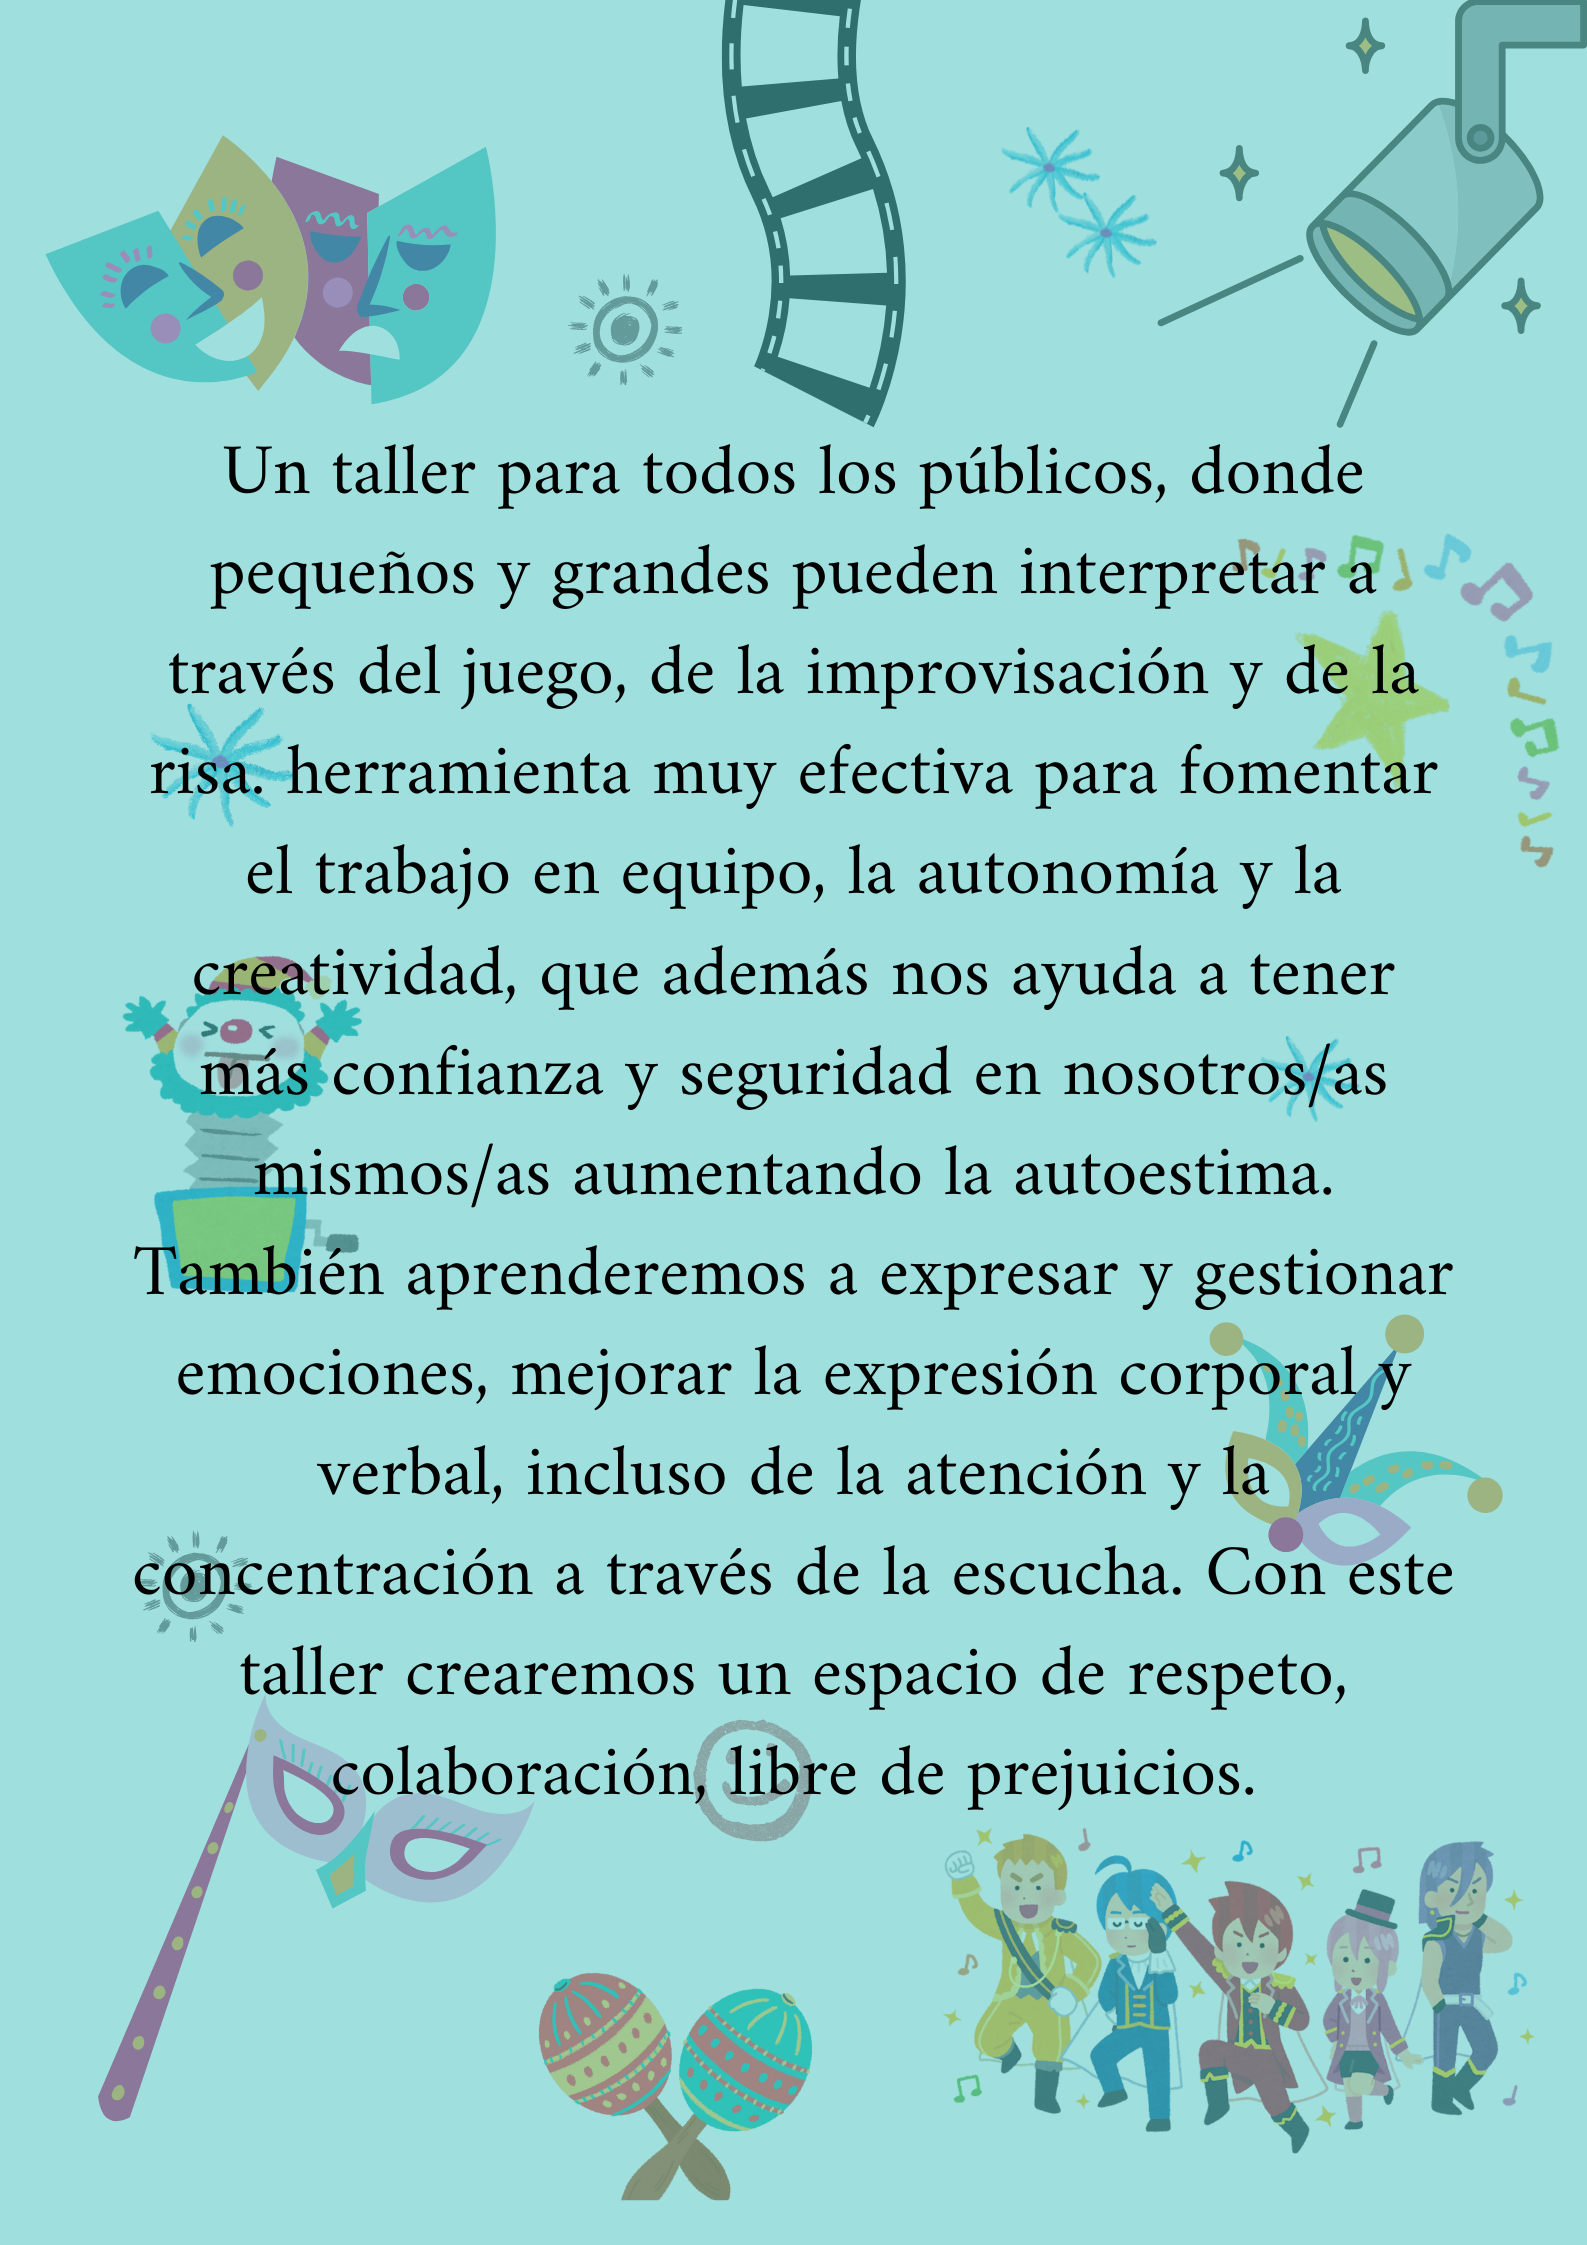 Un taller para todos los públicos, donde
pequeños y grandes pueden interpretar a
través del juego, de la improvisación y de la
risa. herramienta muy efectiva para fomentar
el trabajo en equipo, la autonomía y la
creatividad, que además nos ayuda a tener
más confianza y seguridad en nosotros/as
mismos/as aumentando la autoestima.
También aprenderemos a expresar y gestionar
emociones, mejorar la expresión corporal y
verbal, incluso de la atención y la
concentración a través de la escucha. Con este
taller crearemos un espacio de respeto,
colaboración, libre de prejuicios.